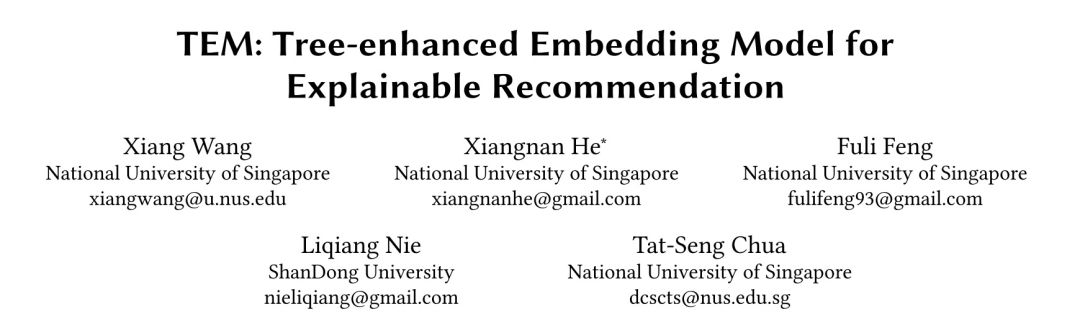 TEM: Tree-enhanced Embedding Model for
Explainable Recommendation
Xiang Wang
National University of Singapore
xiangwang@u.nus.edu
Xiangnan He*
National University of Singapore
xiangnanhe@gmail.com
Fuli Feng
National University of Singapore
fulifeng93@gmail.com
Liqiang Nie
ShanDong University
nieliqiang@gmail.com
Tat-Seng Chua
National University of Singapore
dcscts@nus.edu.sg